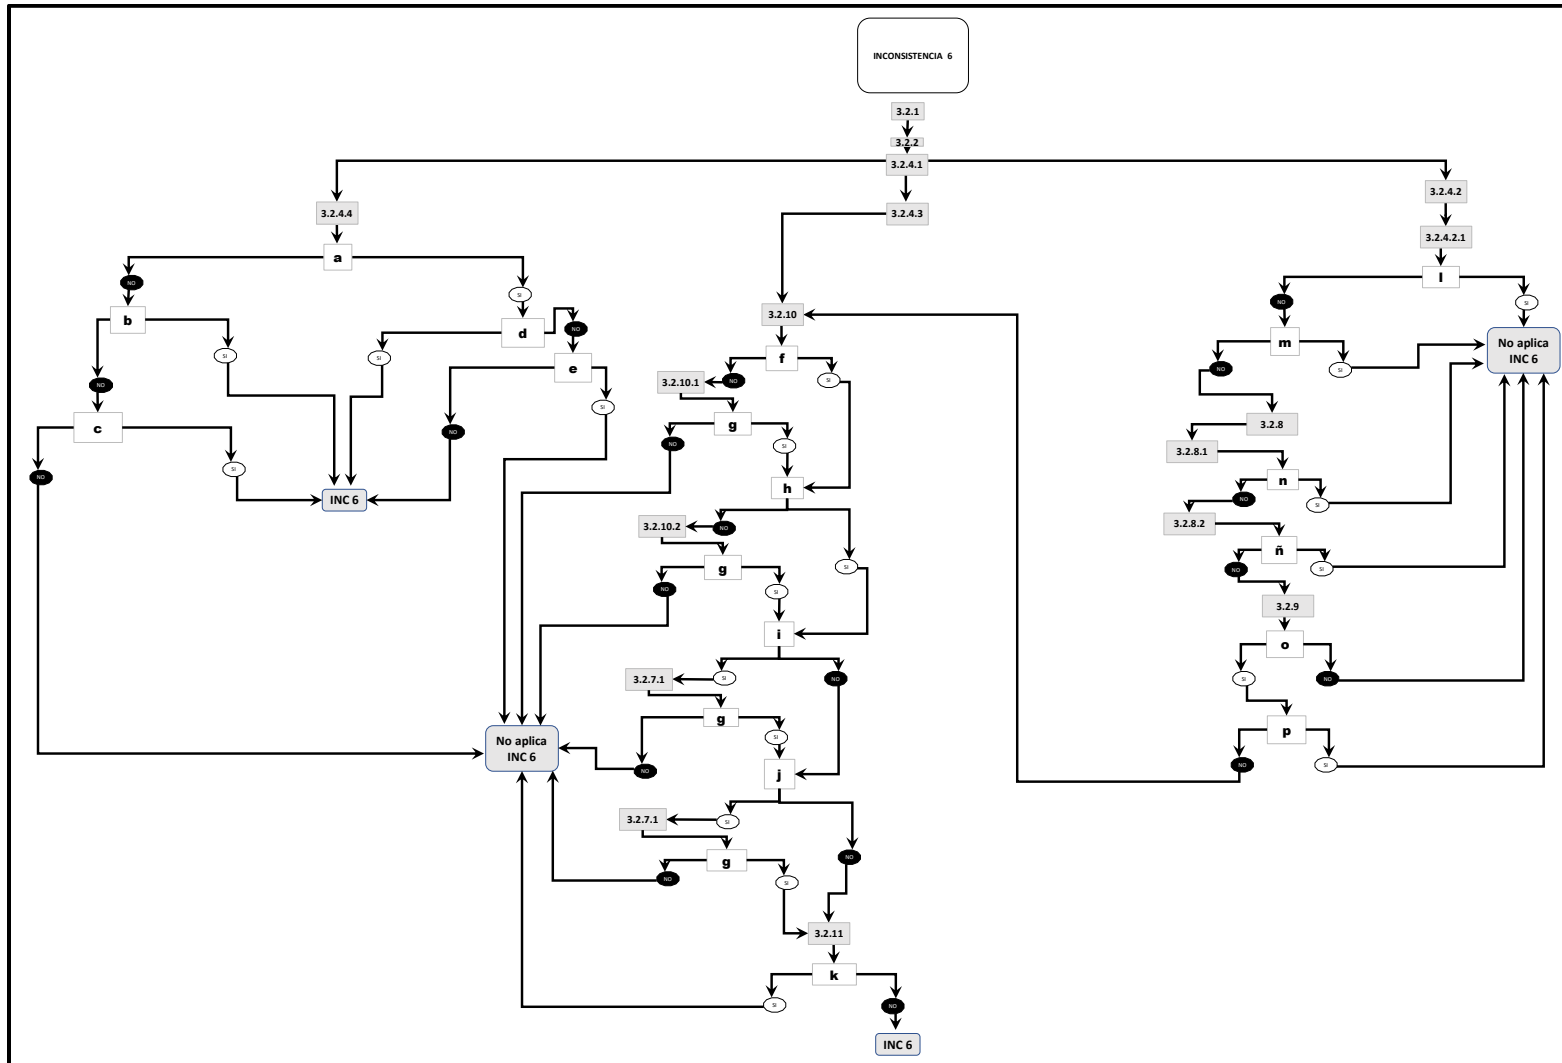 INCONSISTENCIA 6
3.2.1
3.2.2
3.2.4.1
3.2.4.4
3.2.4.3
3.2.4.2
3.2.4.2.1
a
NO
SI
b
d
NO
SI
SI
NO
e
NO
SI
c
NO
SI
NO
SI
INC 6
3.2.10
f
NO
SI
3.2.10.1
g
NO
SI
h
3.2.10.2
NO
SI
g
NO
SI
i
3.2.7.1
SI
NO
g
NO
SI
No aplica
INC 6
j
3.2.7.1
SI
NO
g
NO
SI
3.2.11
k
SI
NO
INC 6
l
NO
SI
m
No aplica
INC 6
NO
SI
3.2.8
3.2.8.1
n
NO
SI
3.2.8.2
ñ
NO
SI
3.2.9
o
SI
NO
p
NO
SI